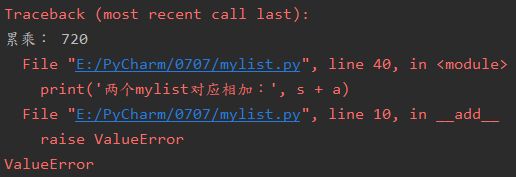 Traceback (most recent call last):
累乘： 720
  File "E:/PyCharm/0707/mylist.py", line 40, in <module>
    print('两个mylist对应相加：', s + a)
  File "E:/PyCharm/0707/mylist.py", line 10, in __add__
    raise ValueError
ValueError